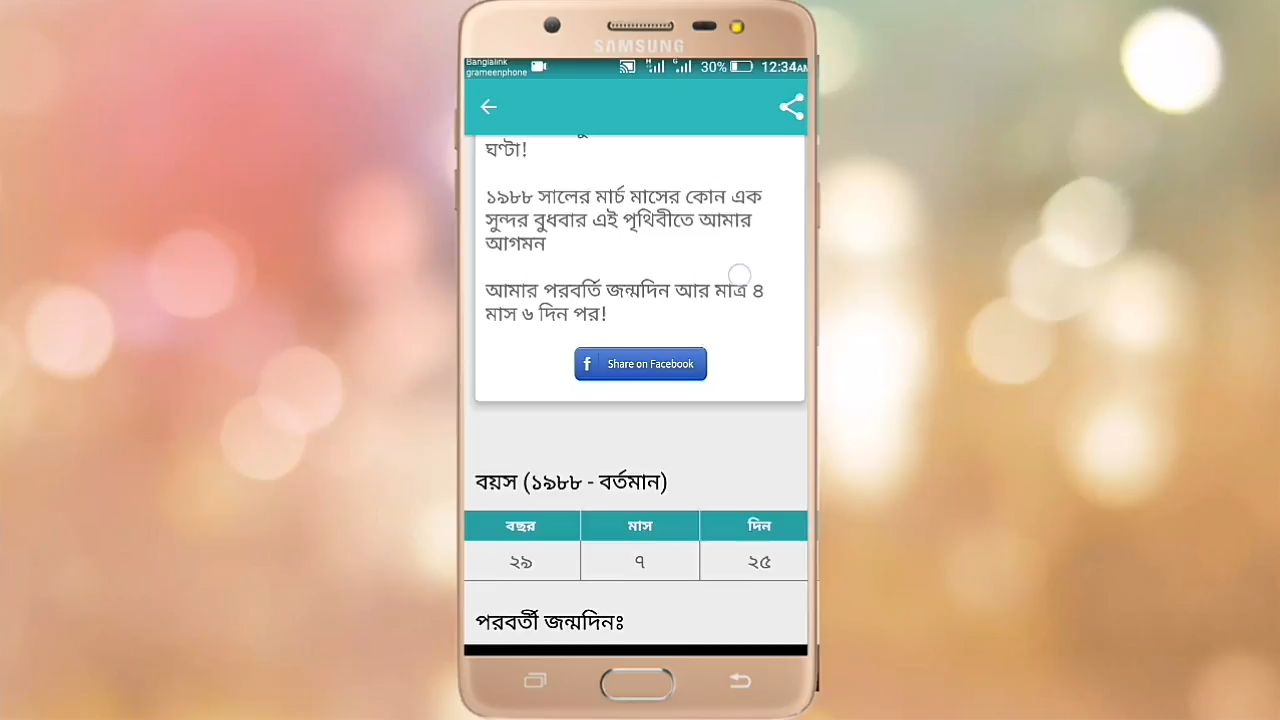 SAMSUNG
Banglalink
grameenphone
30% 12:34AM
ঘণ্টা!
১৯৮৮ সালের মার্চ মাসের কোন এক
সুন্দর বুধবার এই পৃথিবীতে আমার
আগমন
আমার পরবর্তি জন্মদিন আর মাত্র ৪
মাস ৬ দিন পর!
f Share on Facebook
বয়স (১৯৮৮ - বর্তমান)
বছর মাস দিন
২৯ ৭ ২৫
পরবর্তী জন্মদিনঃ